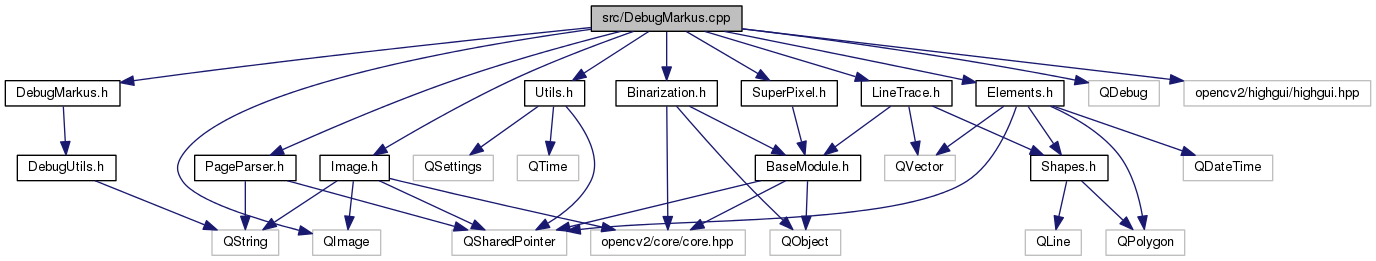 src/DebugMarkus.cpp
DebugMarkus.h
Utils.h
Binarization.h
SuperPixel.h
LineTrace.h
Elements.h
QDebug
opencv2/highgui/highgui.hpp
DebugUtils.h
PageParser.h
Image.h
QSettings
QTime
BaseModule.h
QVector
Shapes.h
QDateTime
QString
QImage
QSharedPointer
opencv2/core/core.hpp
QObject
QLine
QPolygon